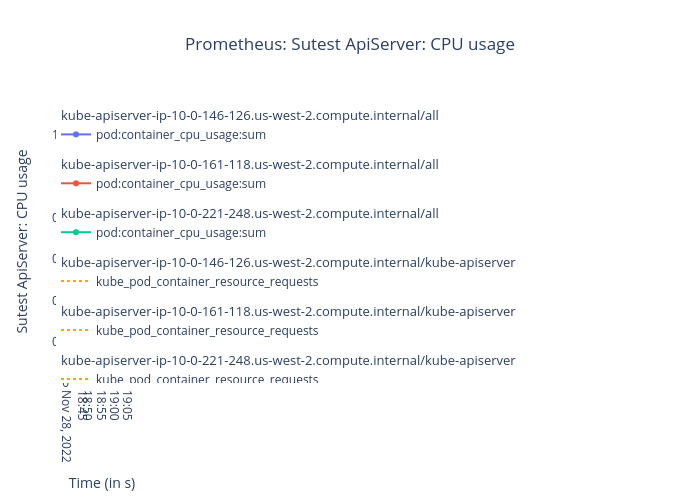 Prometheus: Sutest ApiServer: CPU usage
kube-apiserver-ip-10-0-146-126.us-west-2.compute.internal/all
1
pod:container_cpu_usage:sum
kube-apiserver-ip-10-0-161-118.us-west-2.compute.internal/all
pod:container_cpu_usage:sum
kube-apiserver-ip-10-0-221-248.us-west-2.compute.internal/all
pod:container_cpu_usage:sum
kube-apiserver-ip-10-0-146-126.us-west-2.compute.internal/kube-apiserver
kube_pod_container_resource_requests
kube-apiserver-ip-10-0-161-118.us-west-2.compute.internal/kube-apiserver
kube_pod_container_resource_requests
kube-apiserver-ip-10-0-221-248.us-west-2.compute.internal/kube-apiserver
kube_pod_container_resource_requests
Sutest ApiServer: CPU usage
Nov 28, 2022
18:45
18:50
18:55
19:00
19:05
Time (in s)